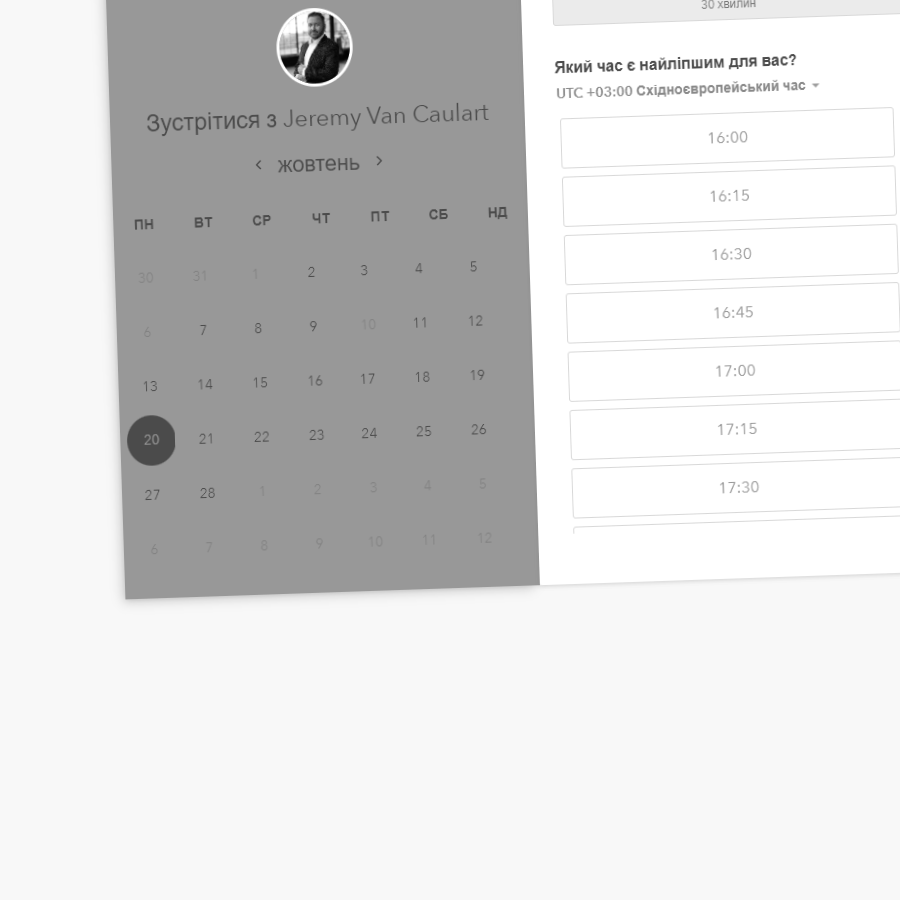 Зустрітися з Jeremy Van Caulart
‹ жовтень ›
ПН ВТ СР ЧТ ПТ СБ НД
30 31 1 2 3 4 5
6 7 8 9 10 11 12
13 14 15 16 17 18 19
20 21 22 23 24 25 26
27 28 1 2 3 4 5
6 7 8 9 10 11 12
30 хвилин
Який час є найліпшим для вас?
UTC +03:00 Східноєвропейський час
16:00
16:15
16:30
16:45
17:00
17:15
17:30